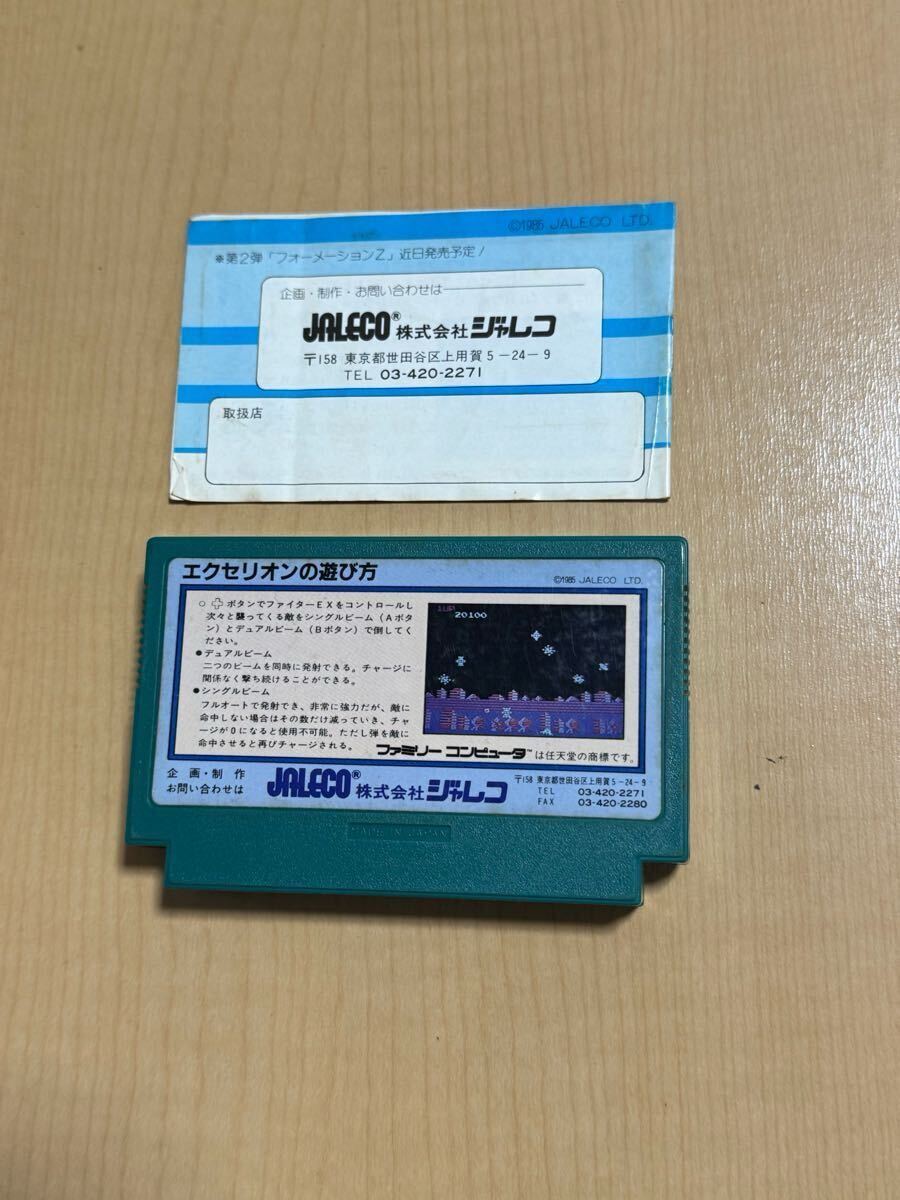 ©1985 JALECO LTD.
※第2弾「フォーメーションZ」近日発売予定!
企画・制作・お問い合わせは
JALECO® 株式会社ジャレコ
〒158 東京都世田谷区上用賀5-24-9
TEL 03-420-2271
取扱店
エクセリオンの遊び方
©1985 JALECO LTD.
○ ✚ボタンでファイターEXをコントロールし
次々と襲ってくる敵をシングルビーム(Aボタ
ン)とデュアルビーム(Bボタン)で倒してく
ださい。
●デュアルビーム
二つのビームを同時に発射できる。チャージに
関係なく撃ち続けることができる。
●シングルビーム
フルオートで発射でき、非常に強力だが、敵に
命中しない場合はその数だけ減っていき、チャ
ージが0になると使用不可能。ただし弾を敵に
命中させると再びチャージされる。
1UP
20100
ファミリーコンピュータ™は任天堂の商標です。
企画・制作
お問い合わせは
JALECO® 株式会社ジャレコ
〒158 東京都世田谷区上用賀5-24-9
TEL 03-420-2271
FAX 03-420-2280
MADE IN JAPAN